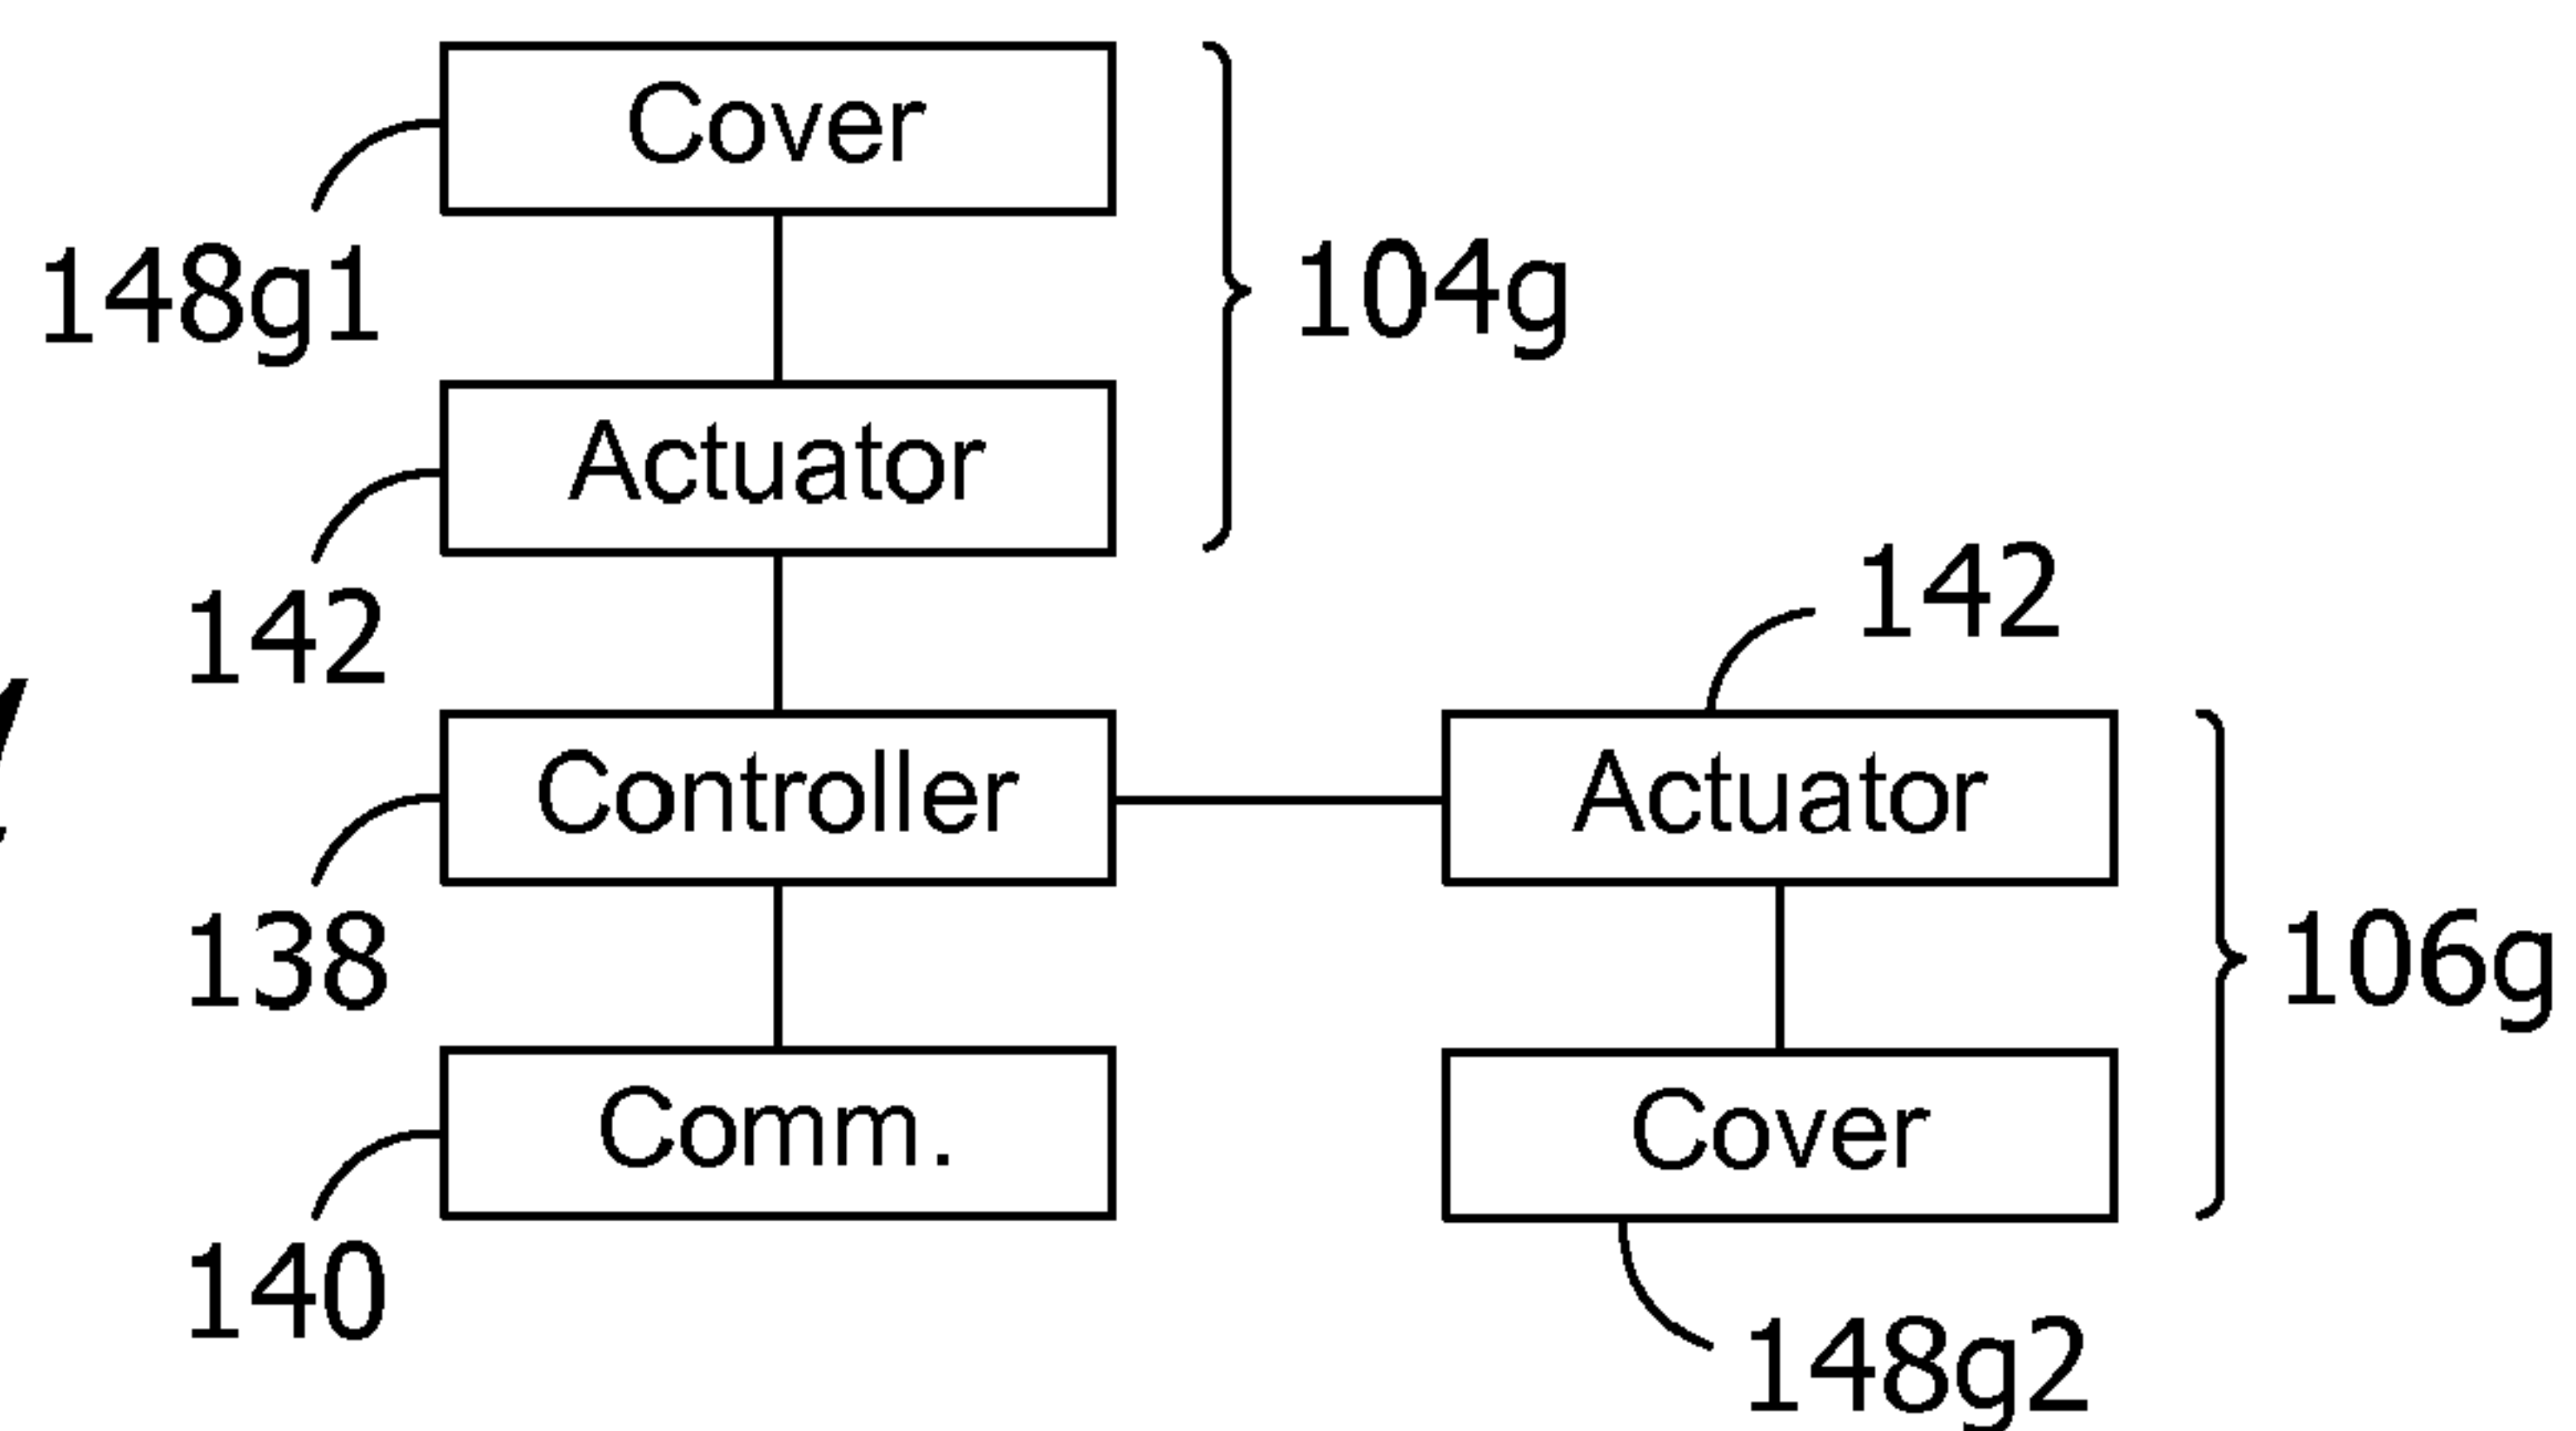 Cover
148g1
104g
Actuator
142
142
Controller
Actuator
138
106g
Comm.
Cover
140
148g2